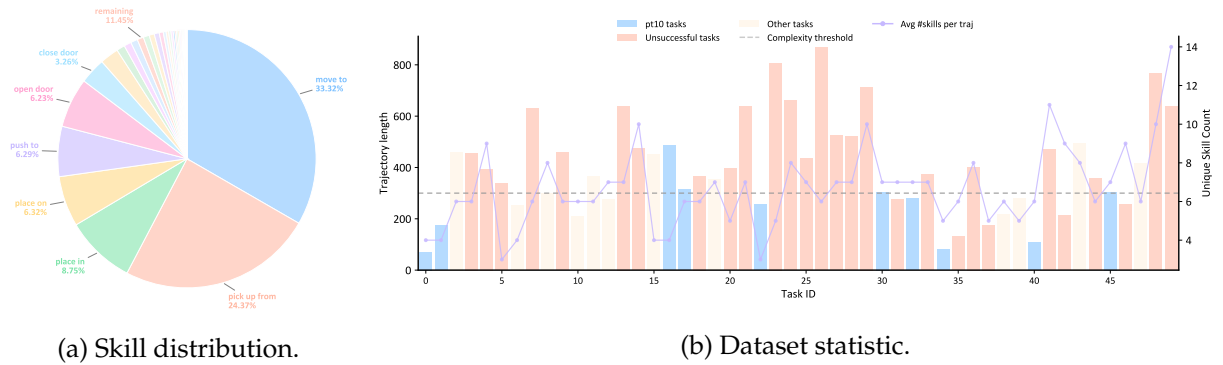 remaining
11.45%
close door
3.26%
open door
6.23%
push to
6.29%
place on
6.32%
place in
8.75%
pick up from
24.37%
move to
33.32%
(a) Skill distribution.
pt10 tasks
Unsuccessful tasks
Other tasks
Complexity threshold
Avg #skills per traj
Trajectory length
800
600
400
200
0
0 5 10 15 20 25 30 35 40 45
Task ID
14
12
10
8
6
4
Unique Skill Count
(b) Dataset statistic.